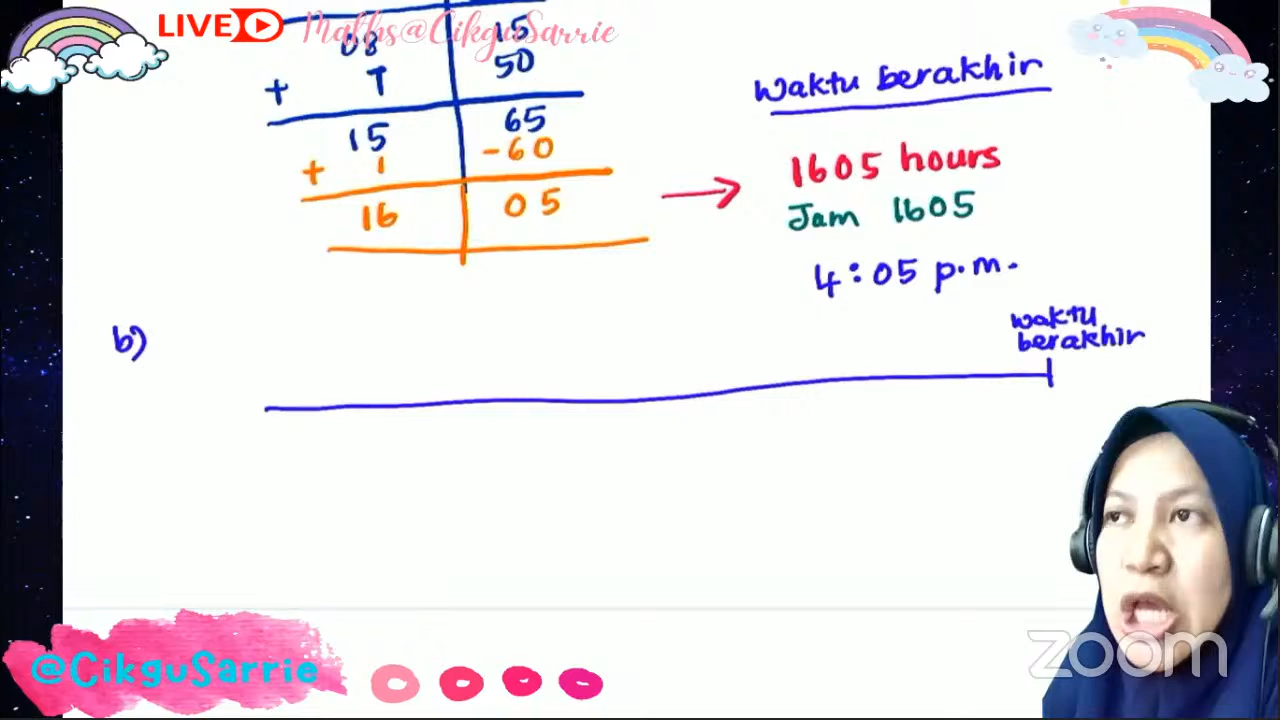 LIVE Maths@CikguSarrie
08 15
+ 7 50
15 65
+ 1 -60
16 05
Waktu berakhir
1605 hours
Jam 1605
4:05 p.m.
b)
waktu
berakhir
@CikguSarrie
zoom